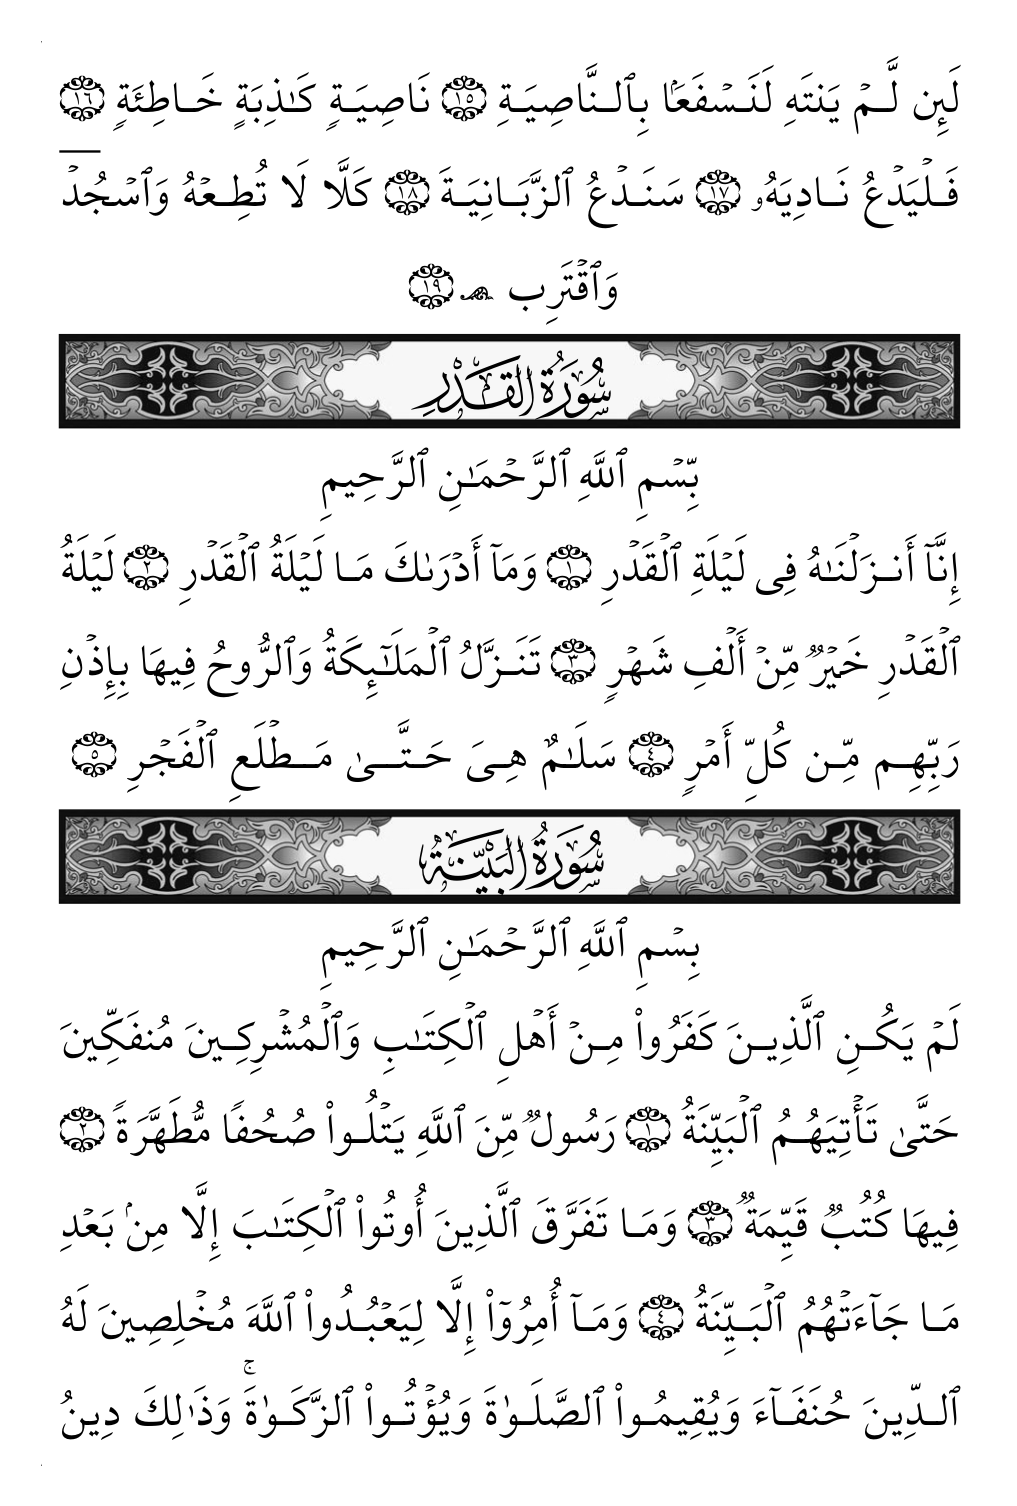 لَئِن لَّمۡ يَنتَهِ لَنَسۡفَعَۢا بِٱلنَّاصِيَةِ ١٥ نَاصِيَةٖ كَٰذِبَةٍ خَاطِئَةٖ ١٦
فَلۡيَدۡعُ نَادِيَهُۥ ١٧ سَنَدۡعُ ٱلزَّبَانِيَةَ ١٨ كَلَّا لَا تُطِعۡهُ وَٱسۡجُدۡ
وَٱقۡتَرِب ۩ ١٩
سُورَةُ القَدۡرِ
بِّسۡمِ ٱللَّهِ ٱلرَّحۡمَٰنِ ٱلرَّحِيمِ
إِنَّآ أَنزَلۡنَٰهُ فِى لَيۡلَةِ ٱلۡقَدۡرِ ١ وَمَآ أَدۡرَىٰكَ مَا لَيۡلَةُ ٱلۡقَدۡرِ ٢ لَيۡلَةُ
ٱلۡقَدۡرِ خَيۡرٞ مِّنۡ أَلۡفِ شَهۡرٖ ٣ تَنَزَّلُ ٱلۡمَلَٰٓئِكَةُ وَٱلرُّوحُ فِيهَا بِإِذۡنِ
رَبِّهِم مِّن كُلِّ أَمۡرٖ ٤ سَلَٰمٌ هِىَ حَتَّىٰ مَطۡلَعِ ٱلۡفَجۡرِ ٥
سُورَةُ البَيِّنَةِ
بِسۡمِ ٱللَّهِ ٱلرَّحۡمَٰنِ ٱلرَّحِيمِ
لَمۡ يَكُنِ ٱلَّذِينَ كَفَرُواْ مِنۡ أَهۡلِ ٱلۡكِتَٰبِ وَٱلۡمُشۡرِكِينَ مُنفَكِّينَ
حَتَّىٰ تَأۡتِيَهُمُ ٱلۡبَيِّنَةُ ١ رَسُولٞ مِّنَ ٱللَّهِ يَتۡلُواْ صُحُفٗا مُّطَهَّرَةٗ ٢
فِيهَا كُتُبٞ قَيِّمَةٞ ٣ وَمَا تَفَرَّقَ ٱلَّذِينَ أُوتُواْ ٱلۡكِتَٰبَ إِلَّا مِنۢ بَعۡدِ
مَا جَآءَتۡهُمُ ٱلۡبَيِّنَةُ ٤ وَمَآ أُمِرُوٓاْ إِلَّا لِيَعۡبُدُواْ ٱللَّهَ مُخۡلِصِينَ لَهُ
ٱلدِّينَ حُنَفَآءَ وَيُقِيمُواْ ٱلصَّلَوٰةَ وَيُؤۡتُواْ ٱلزَّكَوٰةَۚ وَذَٰلِكَ دِينُ